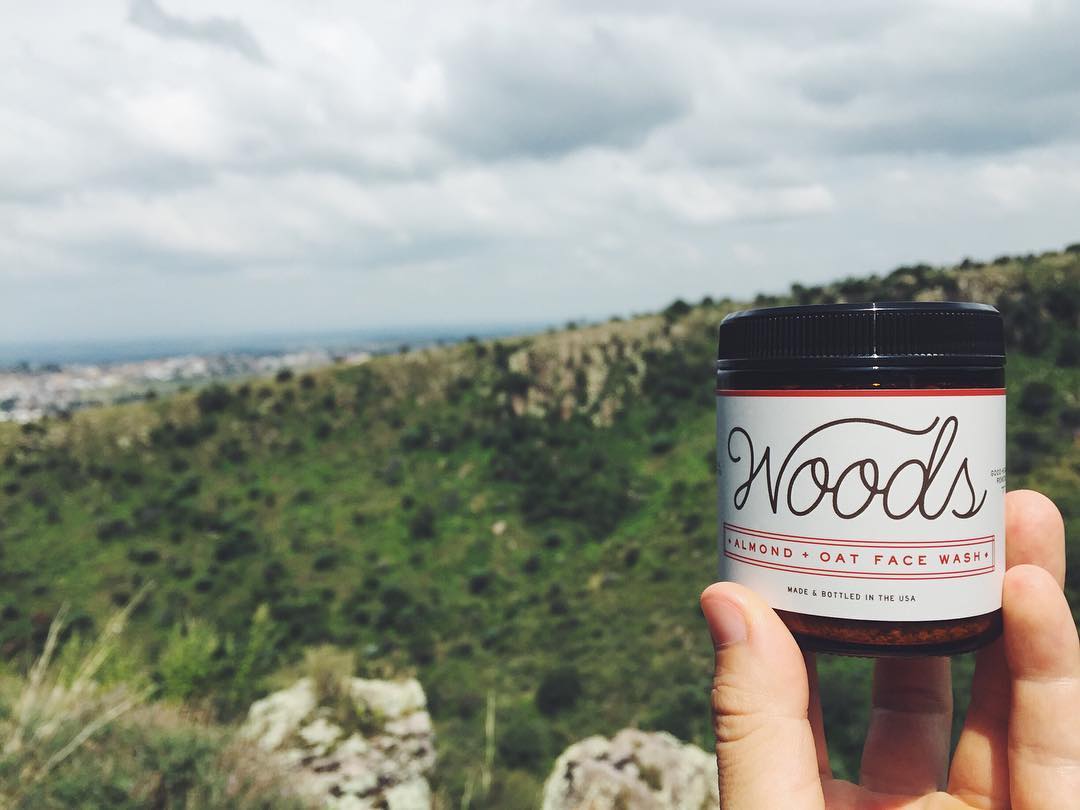 Woods
ALMOND + OAT FACE WASH
MADE & BOTTLED IN THE USA